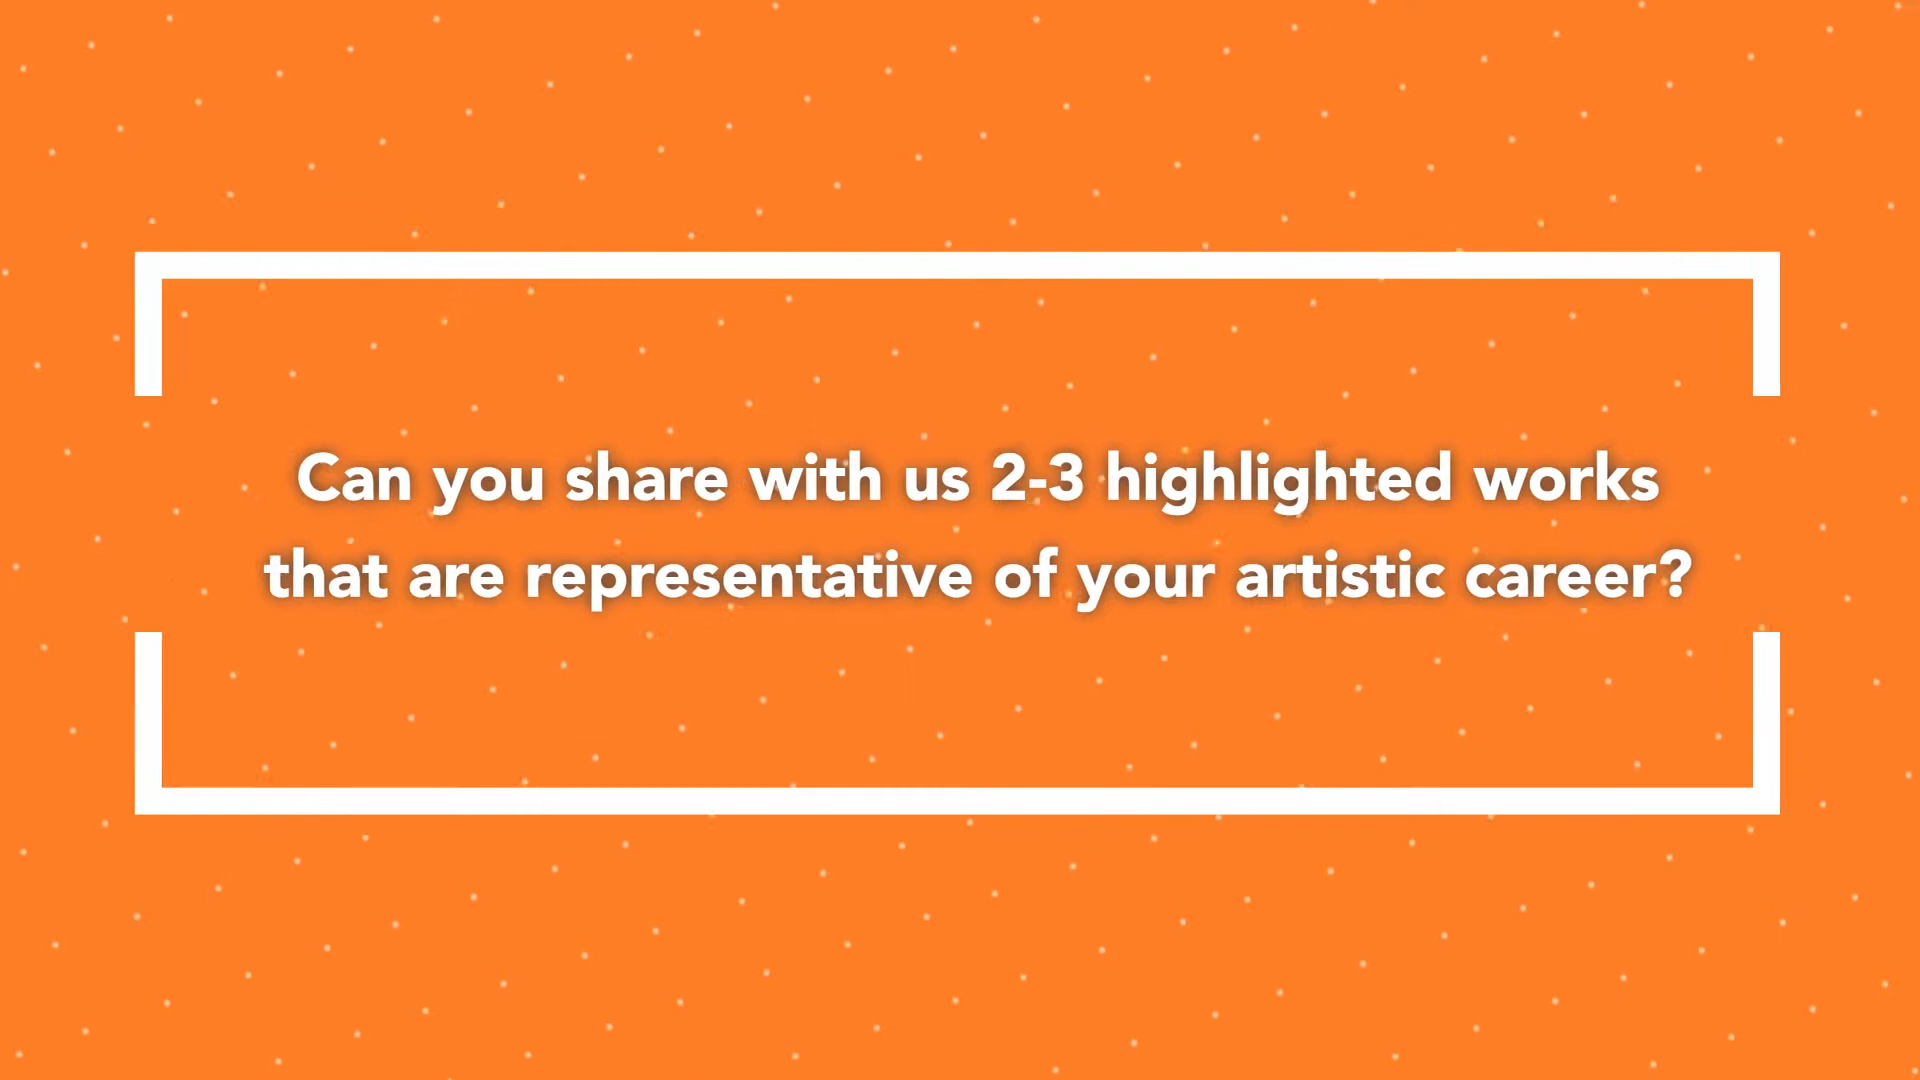 Can you share with us 2-3 highlighted works
that are representative of your artistic career?